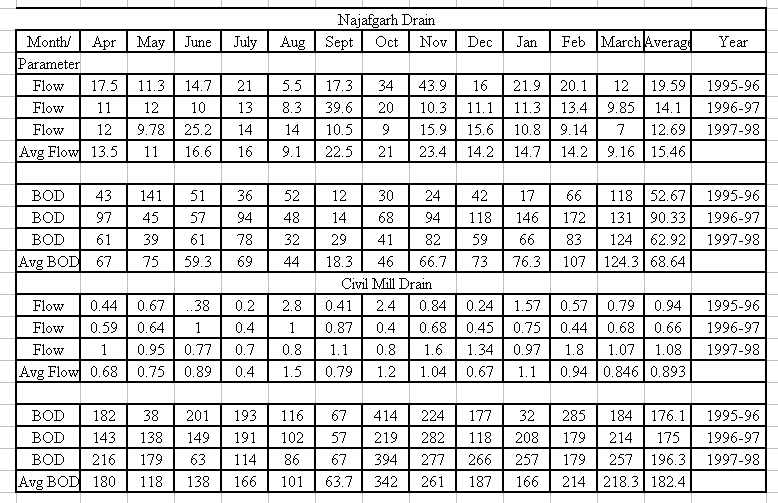 Najafgarh Drain
Month/ Apr May June July Aug Sept Oct Nov Dec Jan Feb March Average Year
Parameter
Flow 17.5 11.3 14.7 21 5.5 17.3 34 43.9 16 21.9 20.1 12 19.59 1995-96
Flow 11 12 10 13 8.3 39.6 20 10.3 11.1 11.3 13.4 9.85 14.1 1996-97
Flow 12 9.78 25.2 14 14 10.5 9 15.9 15.6 10.8 9.14 7 12.69 1997-98
Avg Flow 13.5 11 16.6 16 9.1 22.5 21 23.4 14.2 14.7 14.2 9.16 15.46
BOD 43 141 51 36 52 12 30 24 42 17 66 118 52.67 1995-96
BOD 97 45 57 94 48 14 68 94 118 146 172 131 90.33 1996-97
BOD 61 39 61 78 32 29 41 82 59 66 83 124 62.92 1997-98
Avg BOD 67 75 59.3 69 44 18.3 46 66.7 73 76.3 107 124.3 68.64
Civil Mill Drain
Flow 0.44 0.67 ..38 0.2 2.8 0.41 2.4 0.84 0.24 1.57 0.57 0.79 0.94 1995-96
Flow 0.59 0.64 1 0.4 1 0.87 0.4 0.68 0.45 0.75 0.44 0.68 0.66 1996-97
Flow 1 0.95 0.77 0.7 0.8 1.1 0.8 1.6 1.34 0.97 1.8 1.07 1.08 1997-98
Avg Flow 0.68 0.75 0.89 0.4 1.5 0.79 1.2 1.04 0.67 1.1 0.94 0.846 0.893
BOD 182 38 201 193 116 67 414 224 177 32 285 184 176.1 1995-96
BOD 143 138 149 191 102 57 219 282 118 208 179 214 175 1996-97
BOD 216 179 63 114 86 67 394 277 266 257 179 257 196.3 1997-98
Avg BOD 180 118 138 166 101 63.7 342 261 187 166 214 218.3 182.4